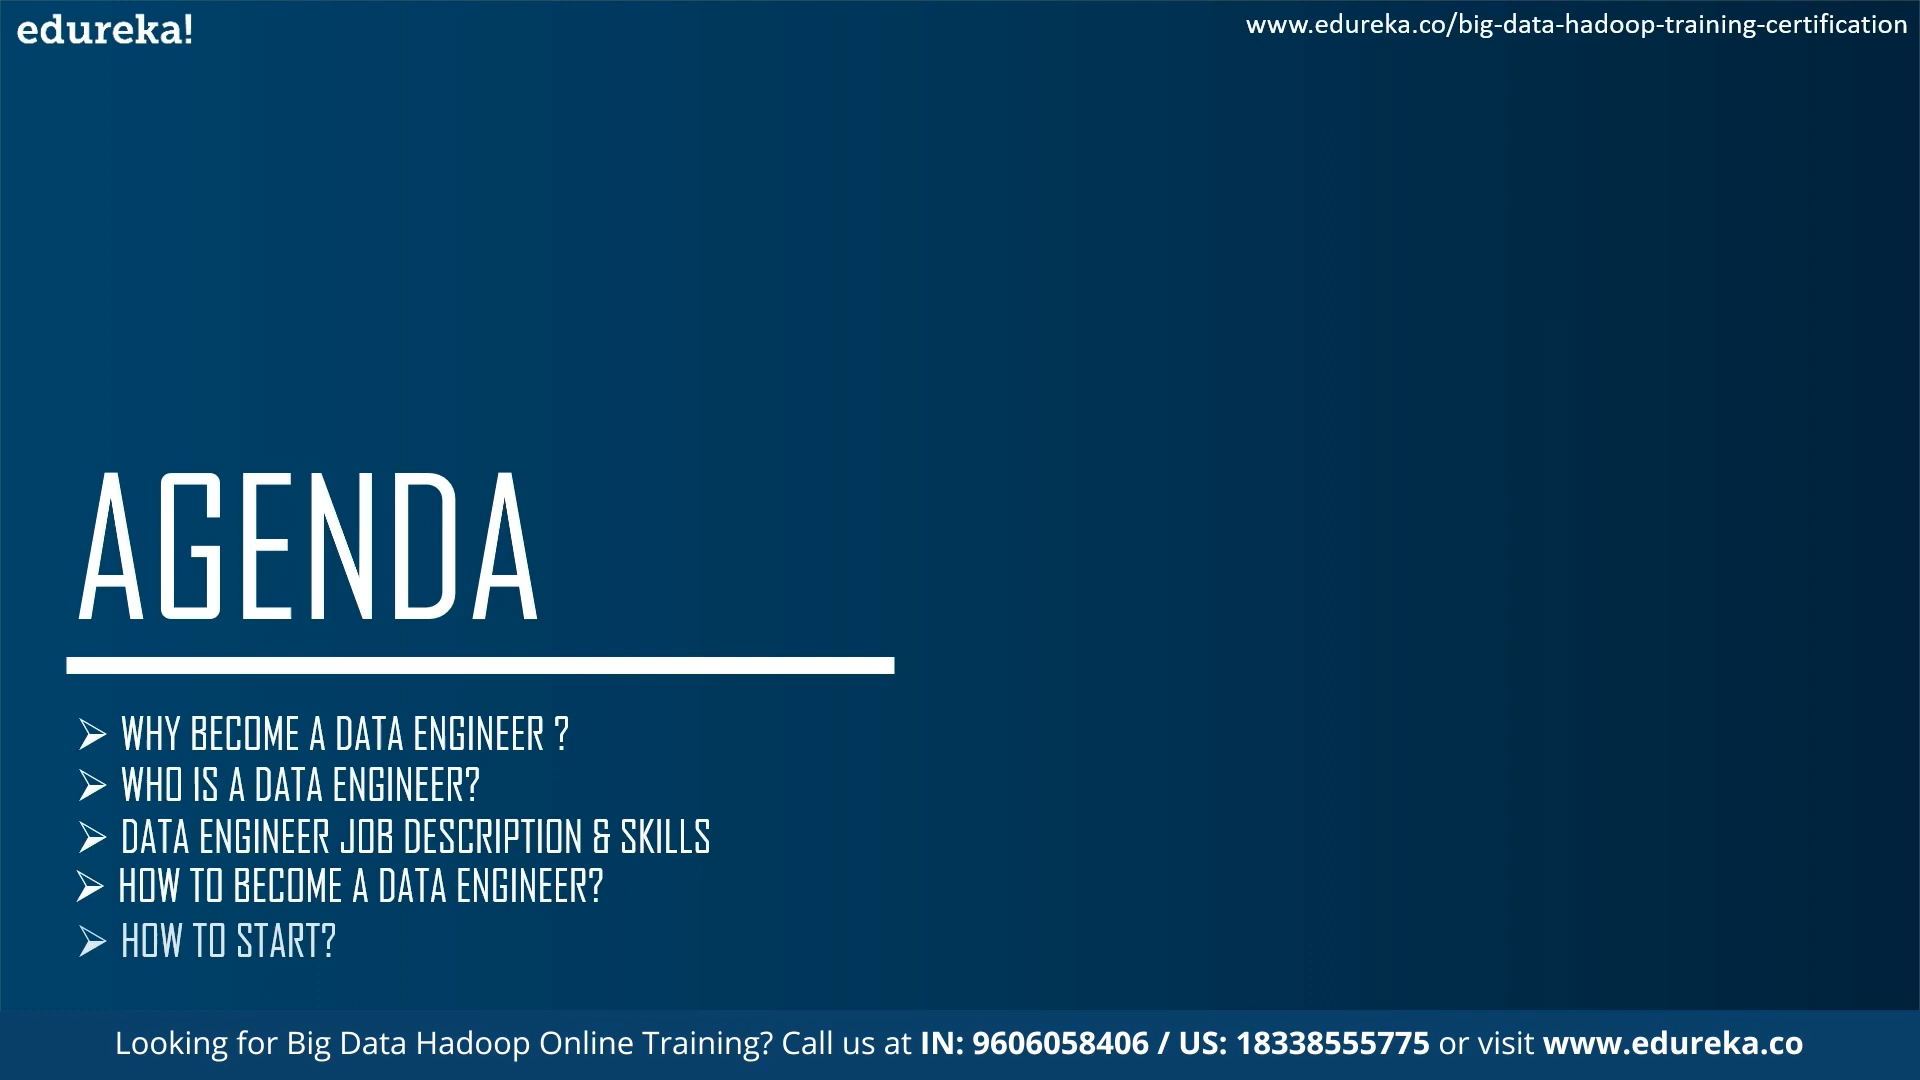 edureka!
www.edureka.co/big-data-hadoop-training-certification
AGENDA
➢ WHY BECOME A DATA ENGINEER ?
➢ WHO IS A DATA ENGINEER?
➢ DATA ENGINEER JOB DESCRIPTION & SKILLS
➢ HOW TO BECOME A DATA ENGINEER?
➢ HOW TO START?
Looking for Big Data Hadoop Online Training? Call us at IN: 9606058406 / US: 18338555775 or visit www.edureka.co